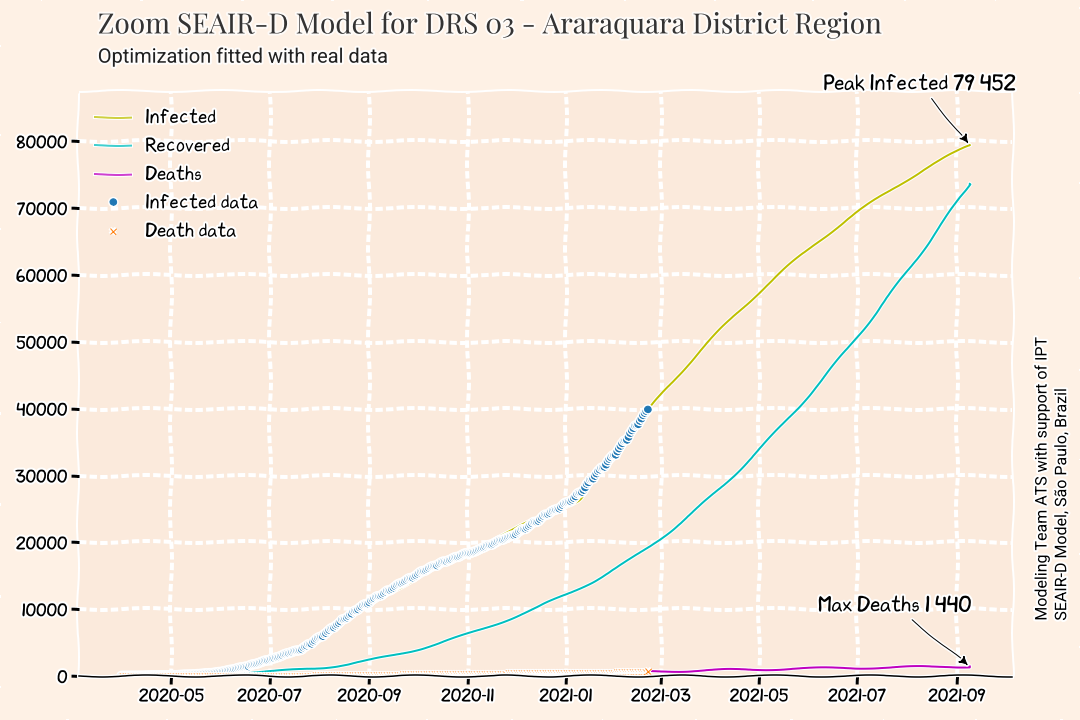 Zoom SEAIR-D Model for DRS 03 - Araraquara District Region
Optimization fitted with real data
Peak Infected 79 452
Infected
Recovered
Deaths
Infected data
Death data
80000
70000
60000
50000
40000
30000
20000
10000
0
Max Deaths 1 440
2020-05
2020-07
2020-09
2020-11
2021-01
2021-03
2021-05
2021-07
2021-09
Modeling Team ATS with support of IPT
SEAIR-D Model, São Paulo, Brazil